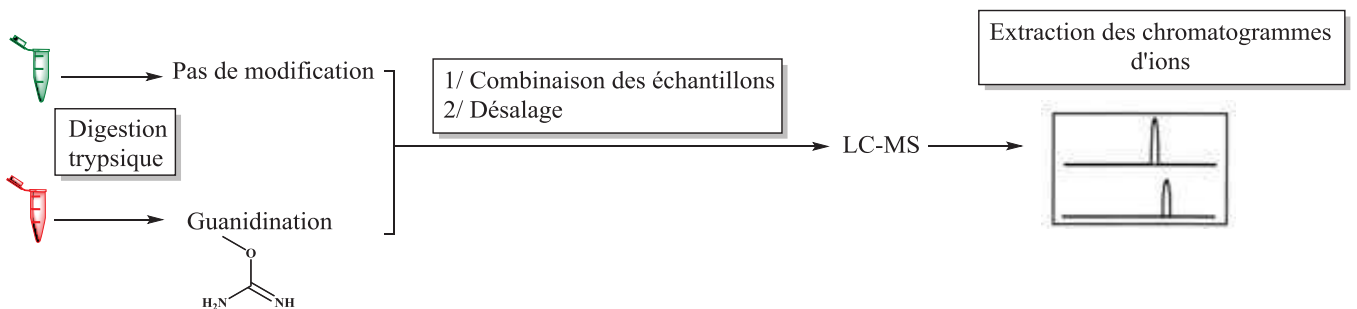 Pas de modification
Digestion
trypsique
Guanidination
O
H₂N
NH
1/ Combinaison des échantillons
2/ Désalage
LC-MS
Extraction des chromatogrammes
d'ions